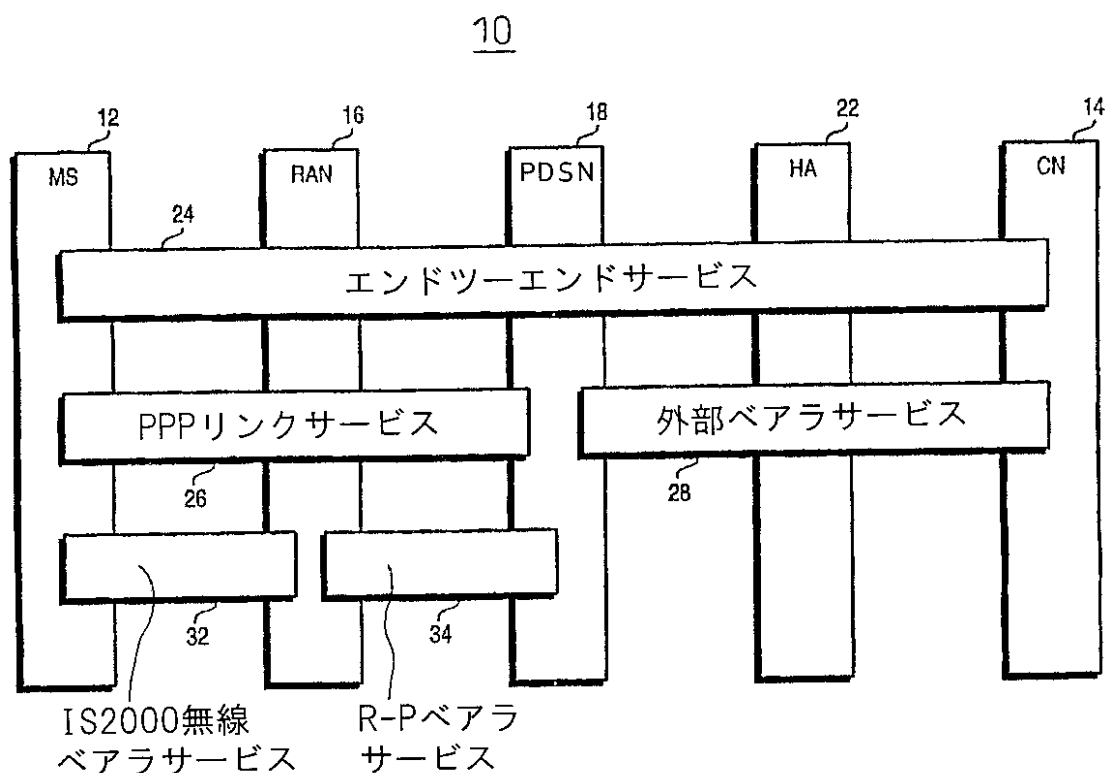 10
12
16
18
22
14
MS
RAN
PDSN
HA
CN
24
エンドツーエンドサービス
PPPリンクサービス
外部ベアラサービス
26
28
32
34
IS2000無線
ベアラサービス
R-Pベアラ
サービス